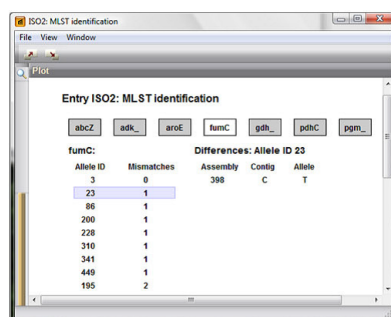 ISO2: MLST identification
File View Window
Plot
Entry ISO2: MLST identification
abcZ adk_ aroE fumC gdh_ pdhC pgm_
fumC: Differences: Allele ID 23
Allele ID Mismatches Assembly Contig Allele
3 0 398 C T
23 1
86 1
200 1
228 1
310 1
341 1
449 1
195 2